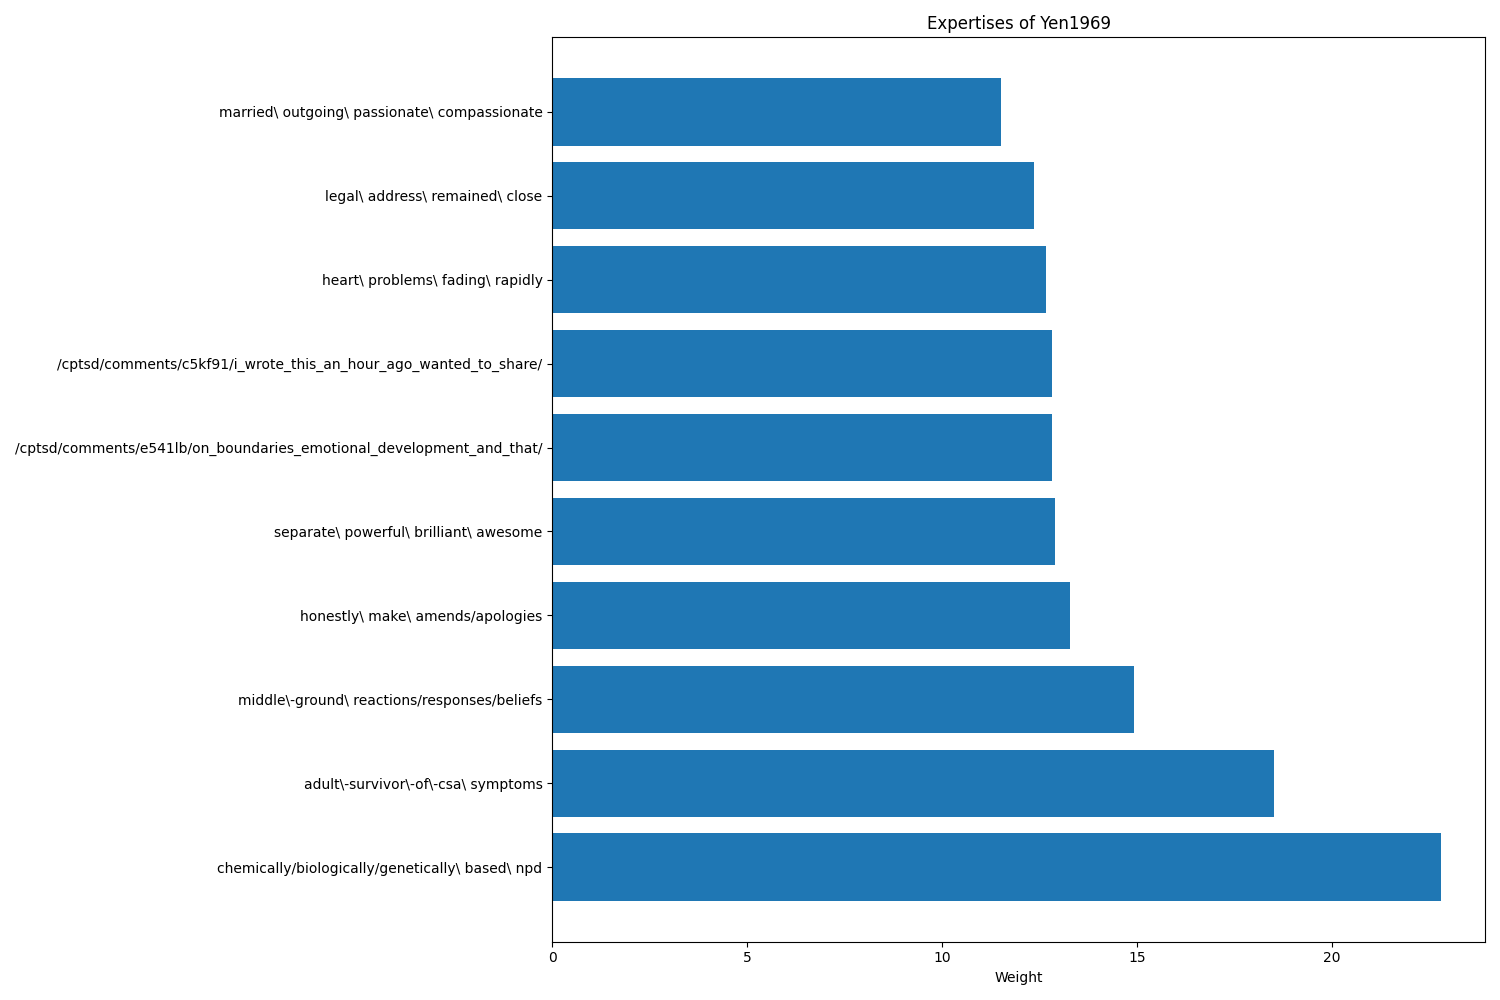 Expertises of Yen1969
married\ outgoing\ passionate\ compassionate
legal\ address\ remained\ close
heart\ problems\ fading\ rapidly
/cptsd/comments/c5kf91/i_wrote_this_an_hour_ago_wanted_to_share/
/cptsd/comments/e541lb/on_boundaries_emotional_development_and_that/
separate\ powerful\ brilliant\ awesome
honestly\ make\ amends/apologies
middle\-ground\ reactions/responses/beliefs
adult\-survivor\-of\-csa\ symptoms
chemically/biologically/genetically\ based\ npd
0 5 10 15 20
Weight